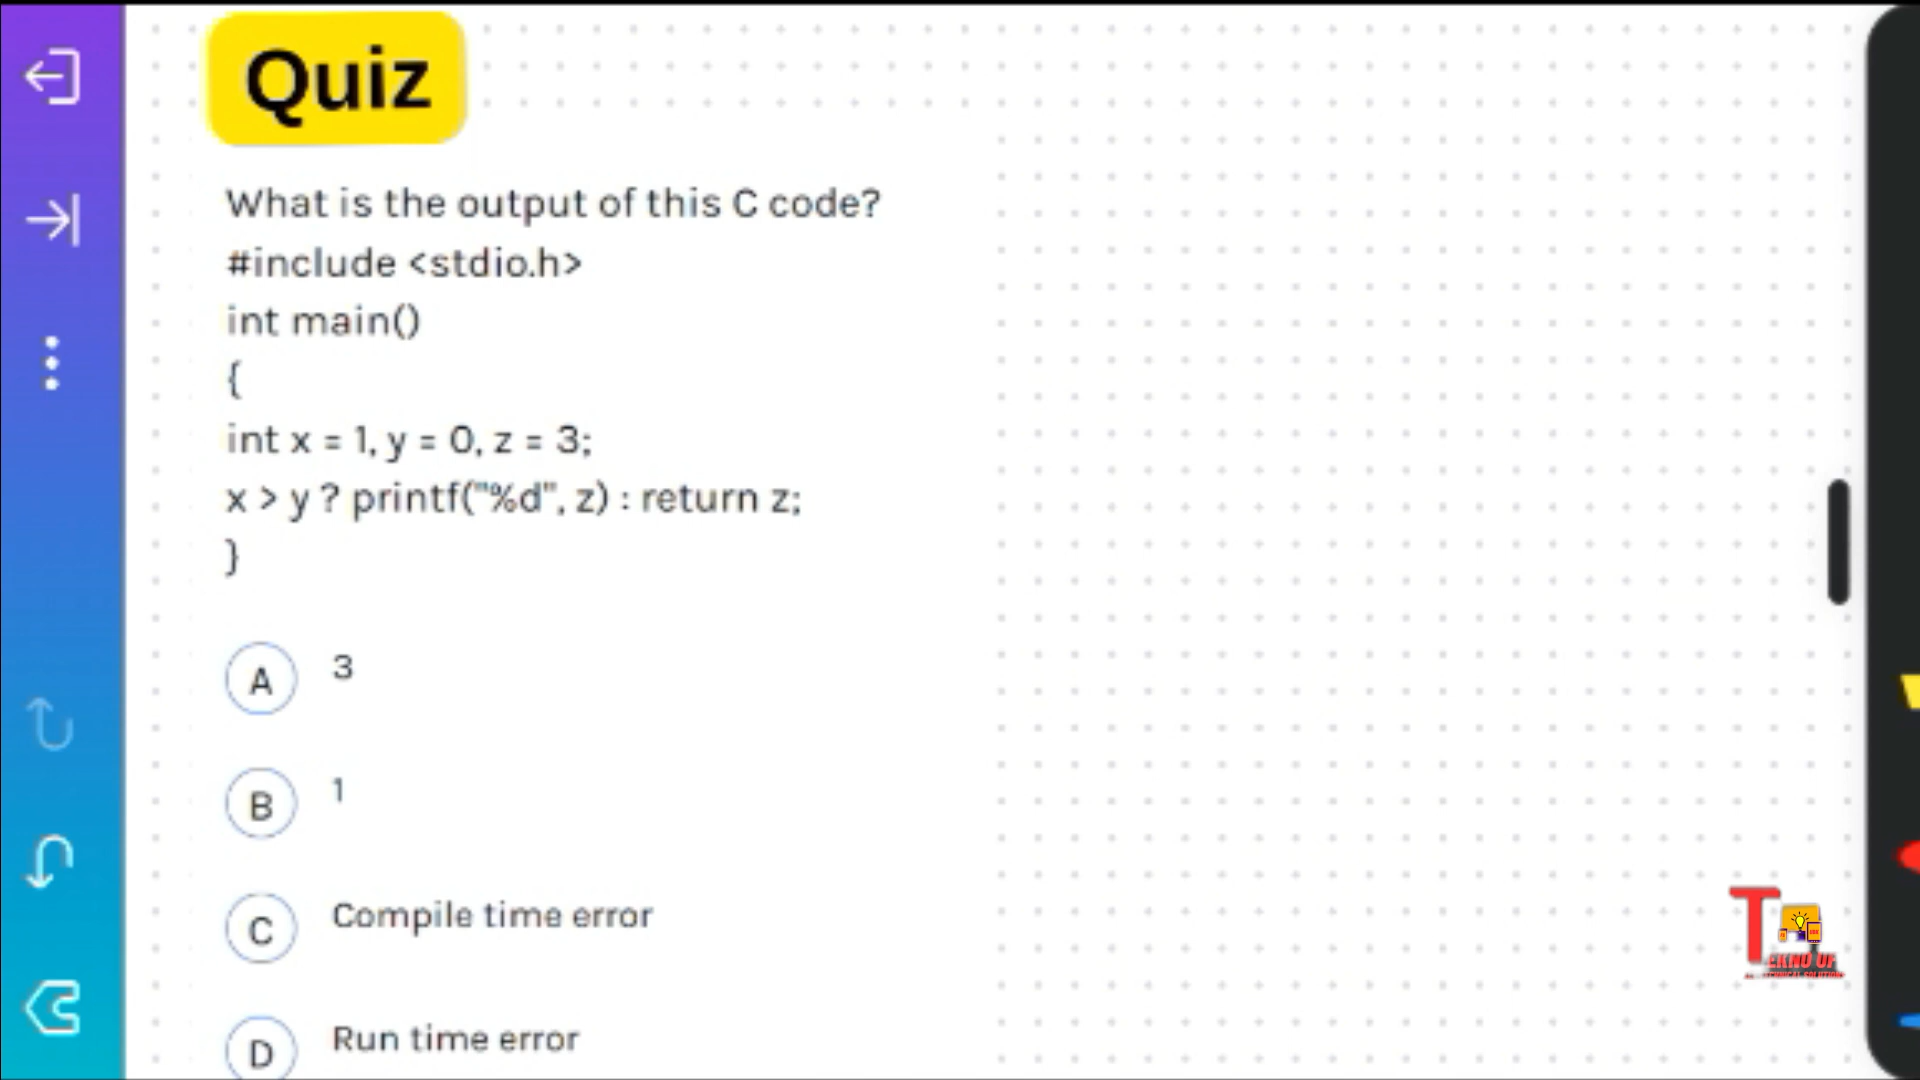 Quiz
What is the output of this C code?
#include <stdio.h>
int main()
{
int x = 1, y = 0, z = 3;
x > y ? printf("%d", z) : return z;
}
A 3
B 1
C Compile time error
D Run time error